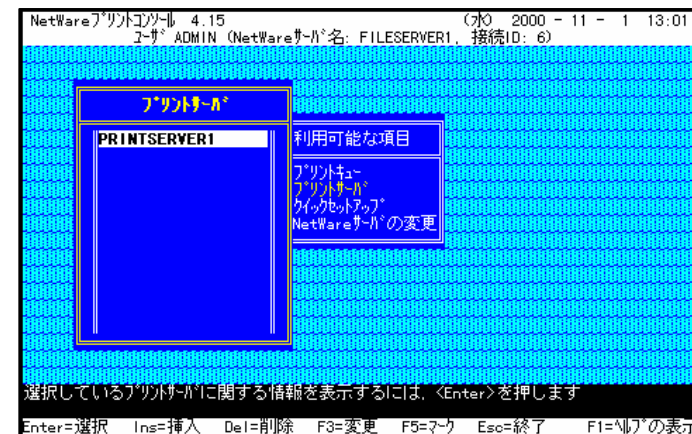 NetWareﾌﾟﾘﾝﾄｺﾝｿｰﾙ 4.15 (水) 2000 - 11 - 1 13:01
ﾕｰｻﾞ ADMIN (NetWareｻｰﾊﾞ名: FILESERVER1, 接続ID: 6)
ﾌﾟﾘﾝﾄｻｰﾊﾞ
PRINTSERVER1
利用可能な項目
ﾌﾟﾘﾝﾄｷｭｰ
ﾌﾟﾘﾝﾄｻｰﾊﾞ
ｸｲｯｸｾｯﾄｱｯﾌﾟ
NetWareｻｰﾊﾞの変更
選択しているﾌﾟﾘﾝﾄｻｰﾊﾞに関する情報を表示するには, <Enter>を押します
Enter=選択 Ins=挿入 Del=削除 F3=変更 F5=ﾏｰｸ Esc=終了 F1=ﾍﾙﾌﾟの表示